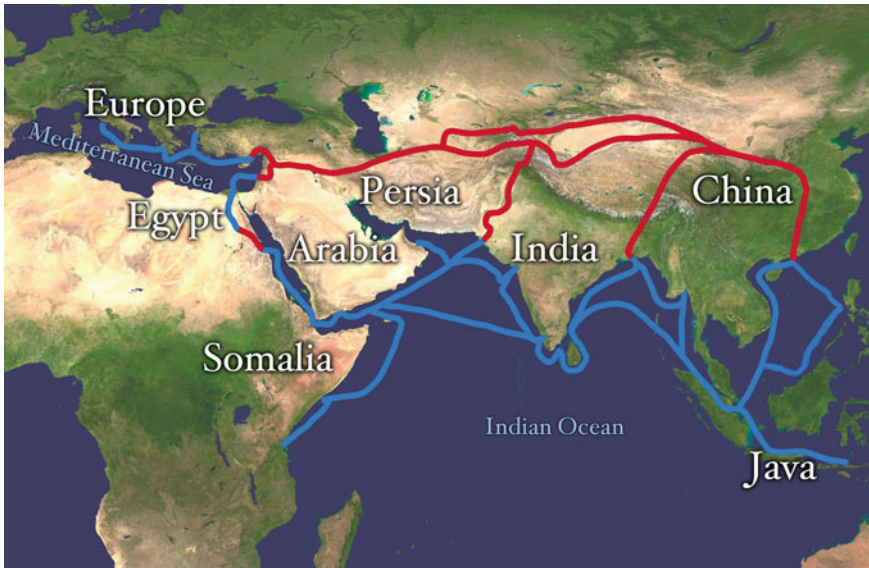 Europe
Mediterranean Sea
Egypt
Persia
China
Arabia
India
Somalia
Indian Ocean
Java